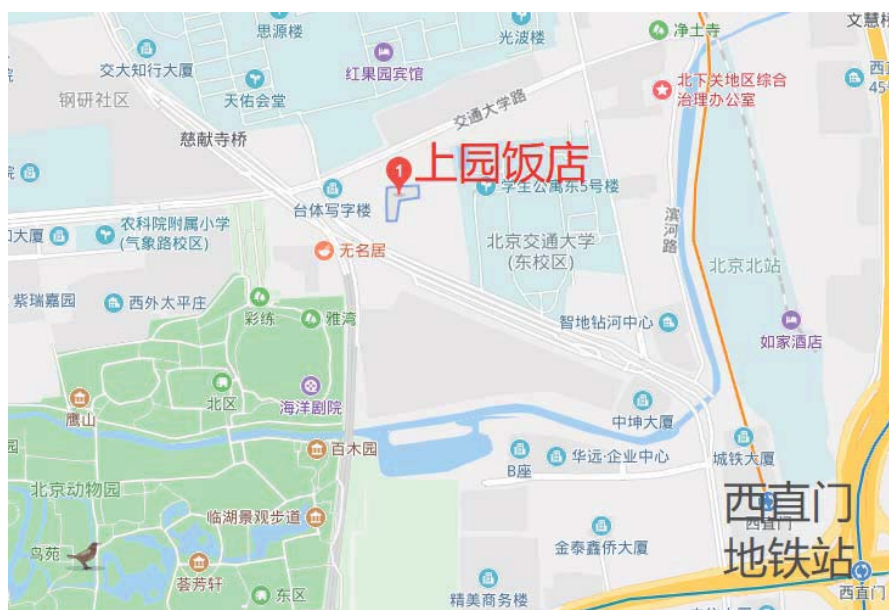 思源楼
光波楼
净土寺
文慧桥
交大知行大厦
红果园宾馆
天佑会堂
钢研社区
北下关地区综合
治理办公室
交通大学路
慈献寺桥
1
上园饭店
学生公寓东5号楼
台体写字楼
农科院附属小学
(气象路校区)
无名居
北京交通大学
(东校区)
滨河路
北京北站
紫瑞嘉园
西外太平庄
彩练
雅湾
智地钻河中心
如家酒店
北区
海洋剧院
鹰山
中坤大厦
百木园
B座
华远·企业中心
城铁大厦
北京动物园
临湖景观步道
西直门
西直门
地铁站
金泰鑫侨大厦
鸟苑
荟芳轩
东区
精美商务楼
西直门